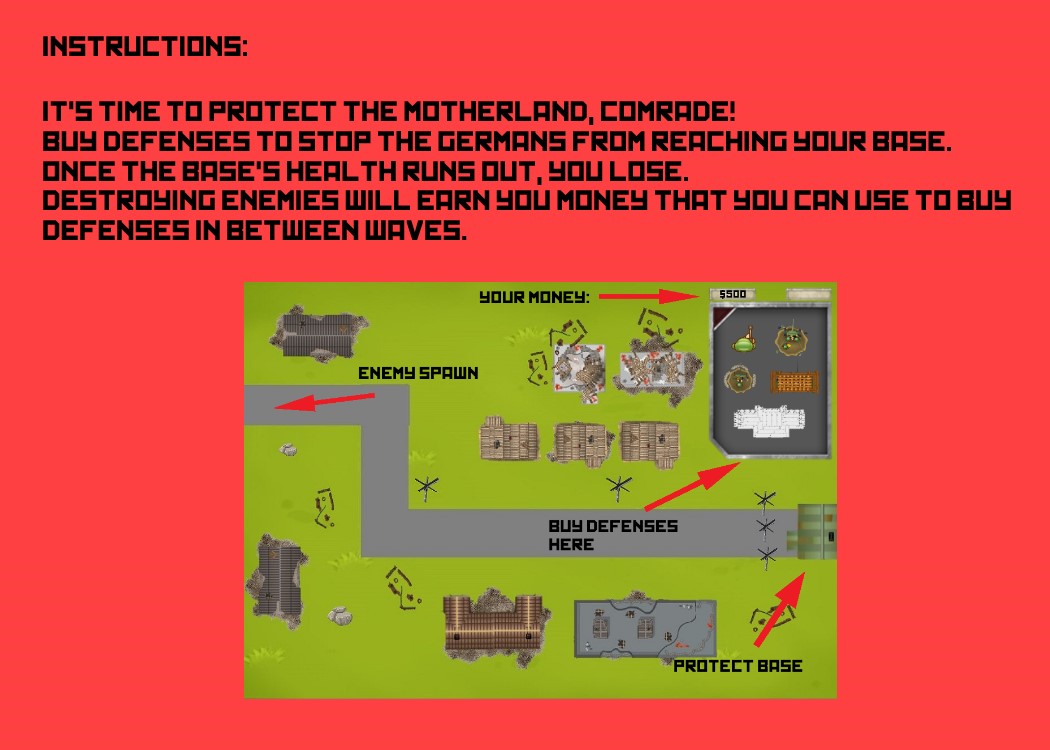 INSTRUCTIONS:
IT'S TIME TO PROTECT THE MOTHERLAND, COMRADE!
BUY DEFENSES TO STOP THE GERMANS FROM REACHING YOUR BASE.
ONCE THE BASE'S HEALTH RUNS OUT, YOU LOSE.
DESTROYING ENEMIES WILL EARN YOU MONEY THAT YOU CAN USE TO BUY
DEFENSES IN BETWEEN WAVES.
YOUR MONEY:
$500
ENEMY SPAWN
BUY DEFENSES
HERE
PROTECT BASE